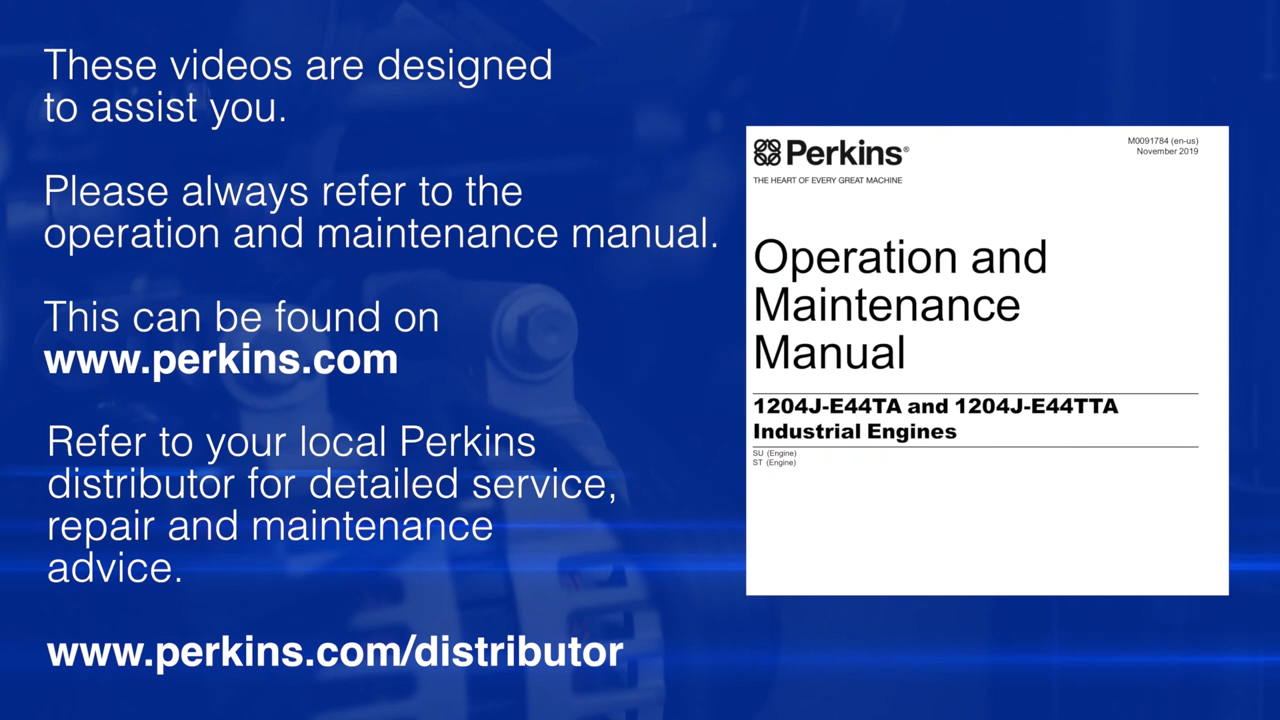 These videos are designed
to assist you.
Please always refer to the
operation and maintenance manual.
This can be found on
www.perkins.com
Refer to your local Perkins
distributor for detailed service,
repair and maintenance
advice.
www.perkins.com/distributor
Perkins®
THE HEART OF EVERY GREAT MACHINE
M0091784 (en-us)
November 2019
Operation and
Maintenance
Manual
1204J-E44TA and 1204J-E44TTA
Industrial Engines
SU (Engine)
ST (Engine)